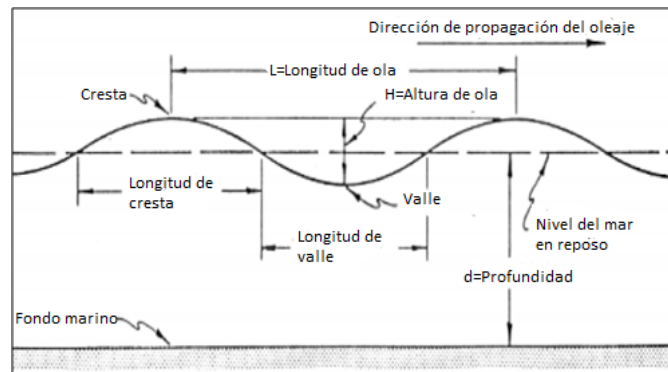 Dirección de propagación del oleaje
L=Longitud de ola
Cresta
H=Altura de ola
Longitud de
cresta
Valle
Nivel del mar
en reposo
Longitud de
valle
d=Profundidad
Fondo marino